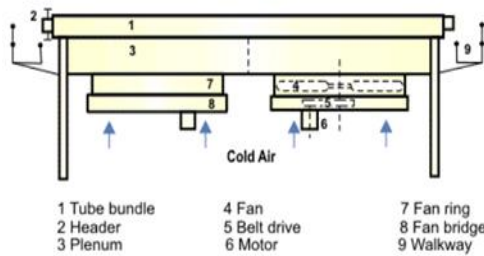 2
1
3
9
7
4
8
5
6
Cold Air
1 Tube bundle 4 Fan 7 Fan ring
2 Header 5 Belt drive 8 Fan bridge
3 Plenum 6 Motor 9 Walkway